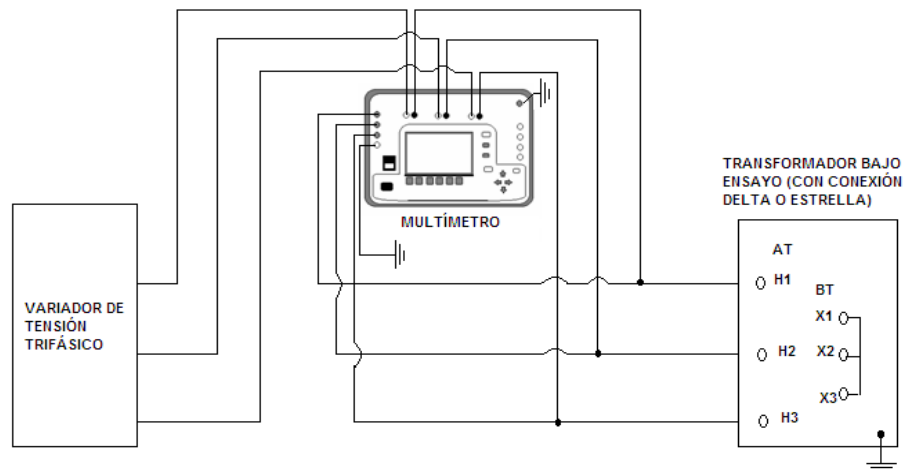 MULTÍMETRO
TRANSFORMADOR BAJO
ENSAYO (CON CONEXIÓN
DELTA O ESTRELLA)
VARIADOR DE
TENSIÓN
TRIFÁSICO
AT
H1
BT
X1
H2
X2
X3
H3